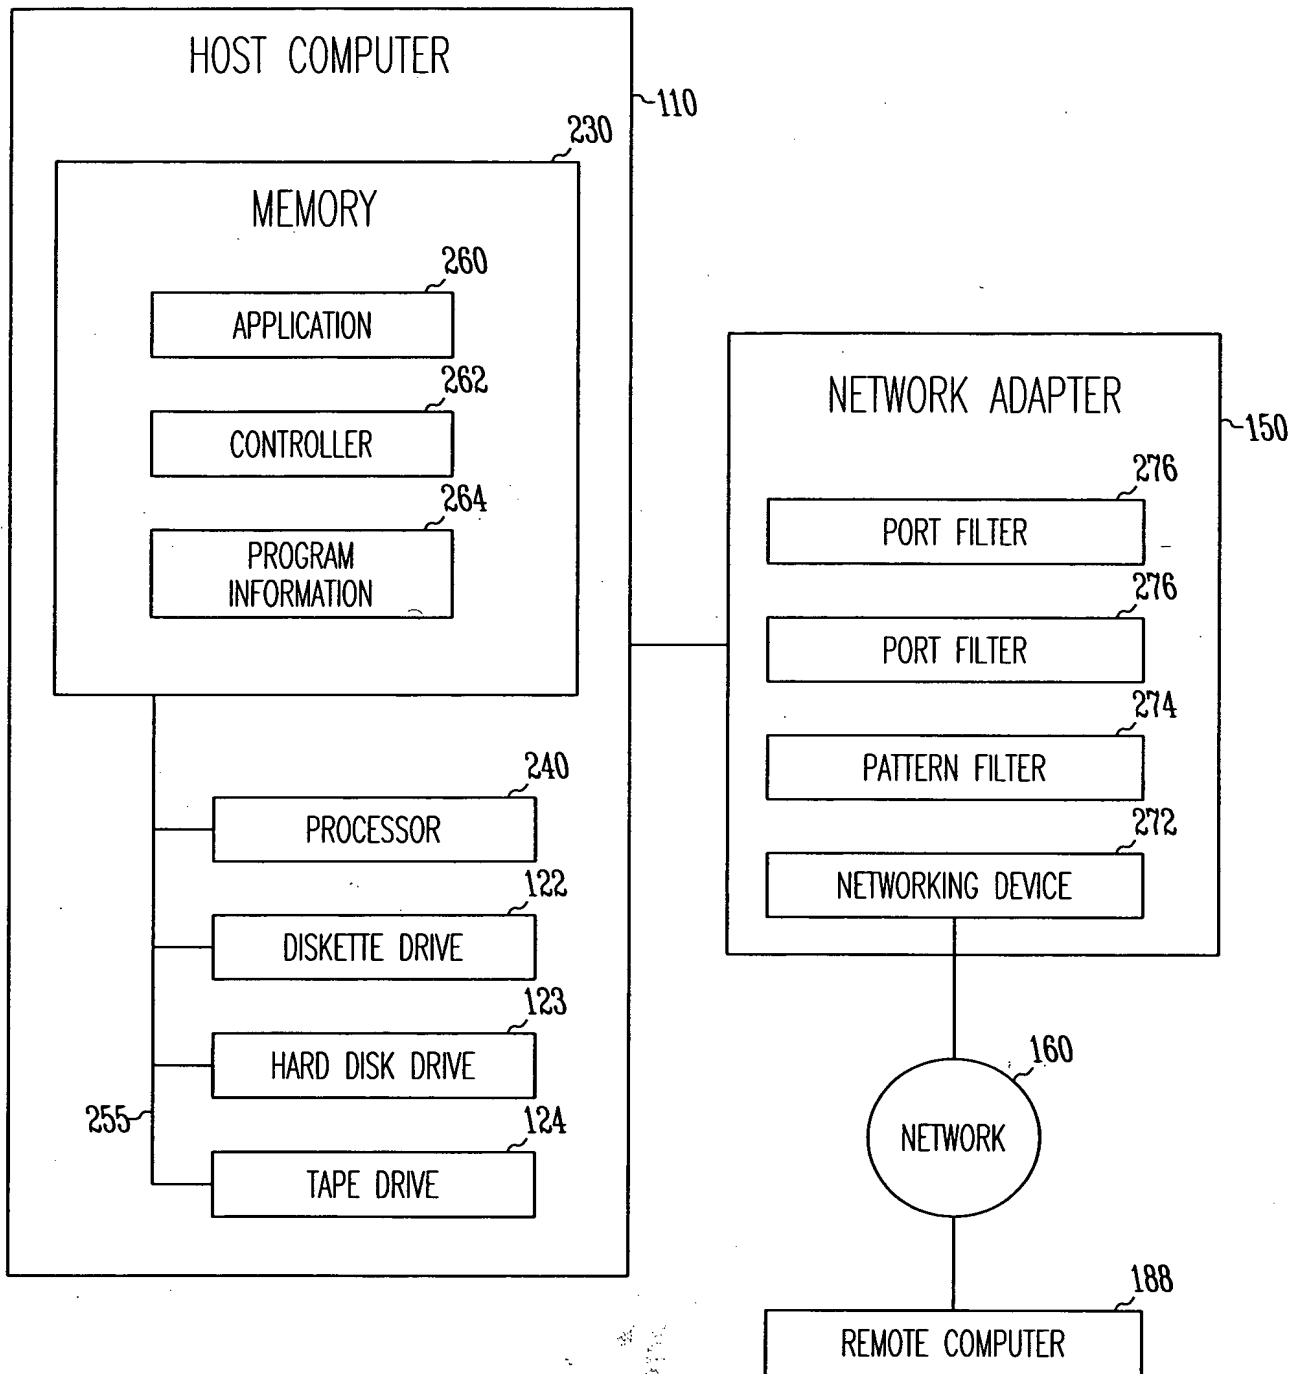 HOST COMPUTER
110
230
MEMORY
260
APPLICATION
262
CONTROLLER
264
PROGRAM
INFORMATION
240
PROCESSOR
122
DISKETTE DRIVE
123
HARD DISK DRIVE
255
124
TAPE DRIVE
NETWORK ADAPTER
150
276
PORT FILTER
276
PORT FILTER
274
PATTERN FILTER
272
NETWORKING DEVICE
160
NETWORK
188
REMOTE COMPUTER